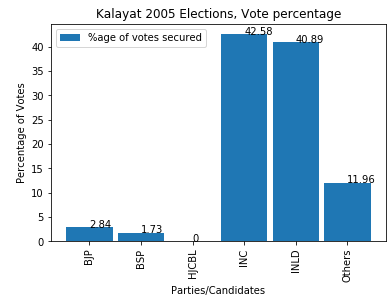 Kalayat 2005 Elections, Vote percentage
%age of votes secured
Percentage of Votes
40
35
30
25
20
15
10
5
0
2.84
1.73
0
42.58
40.89
11.96
BJP
BSP
HJCBL
INC
INLD
Others
Parties/Candidates